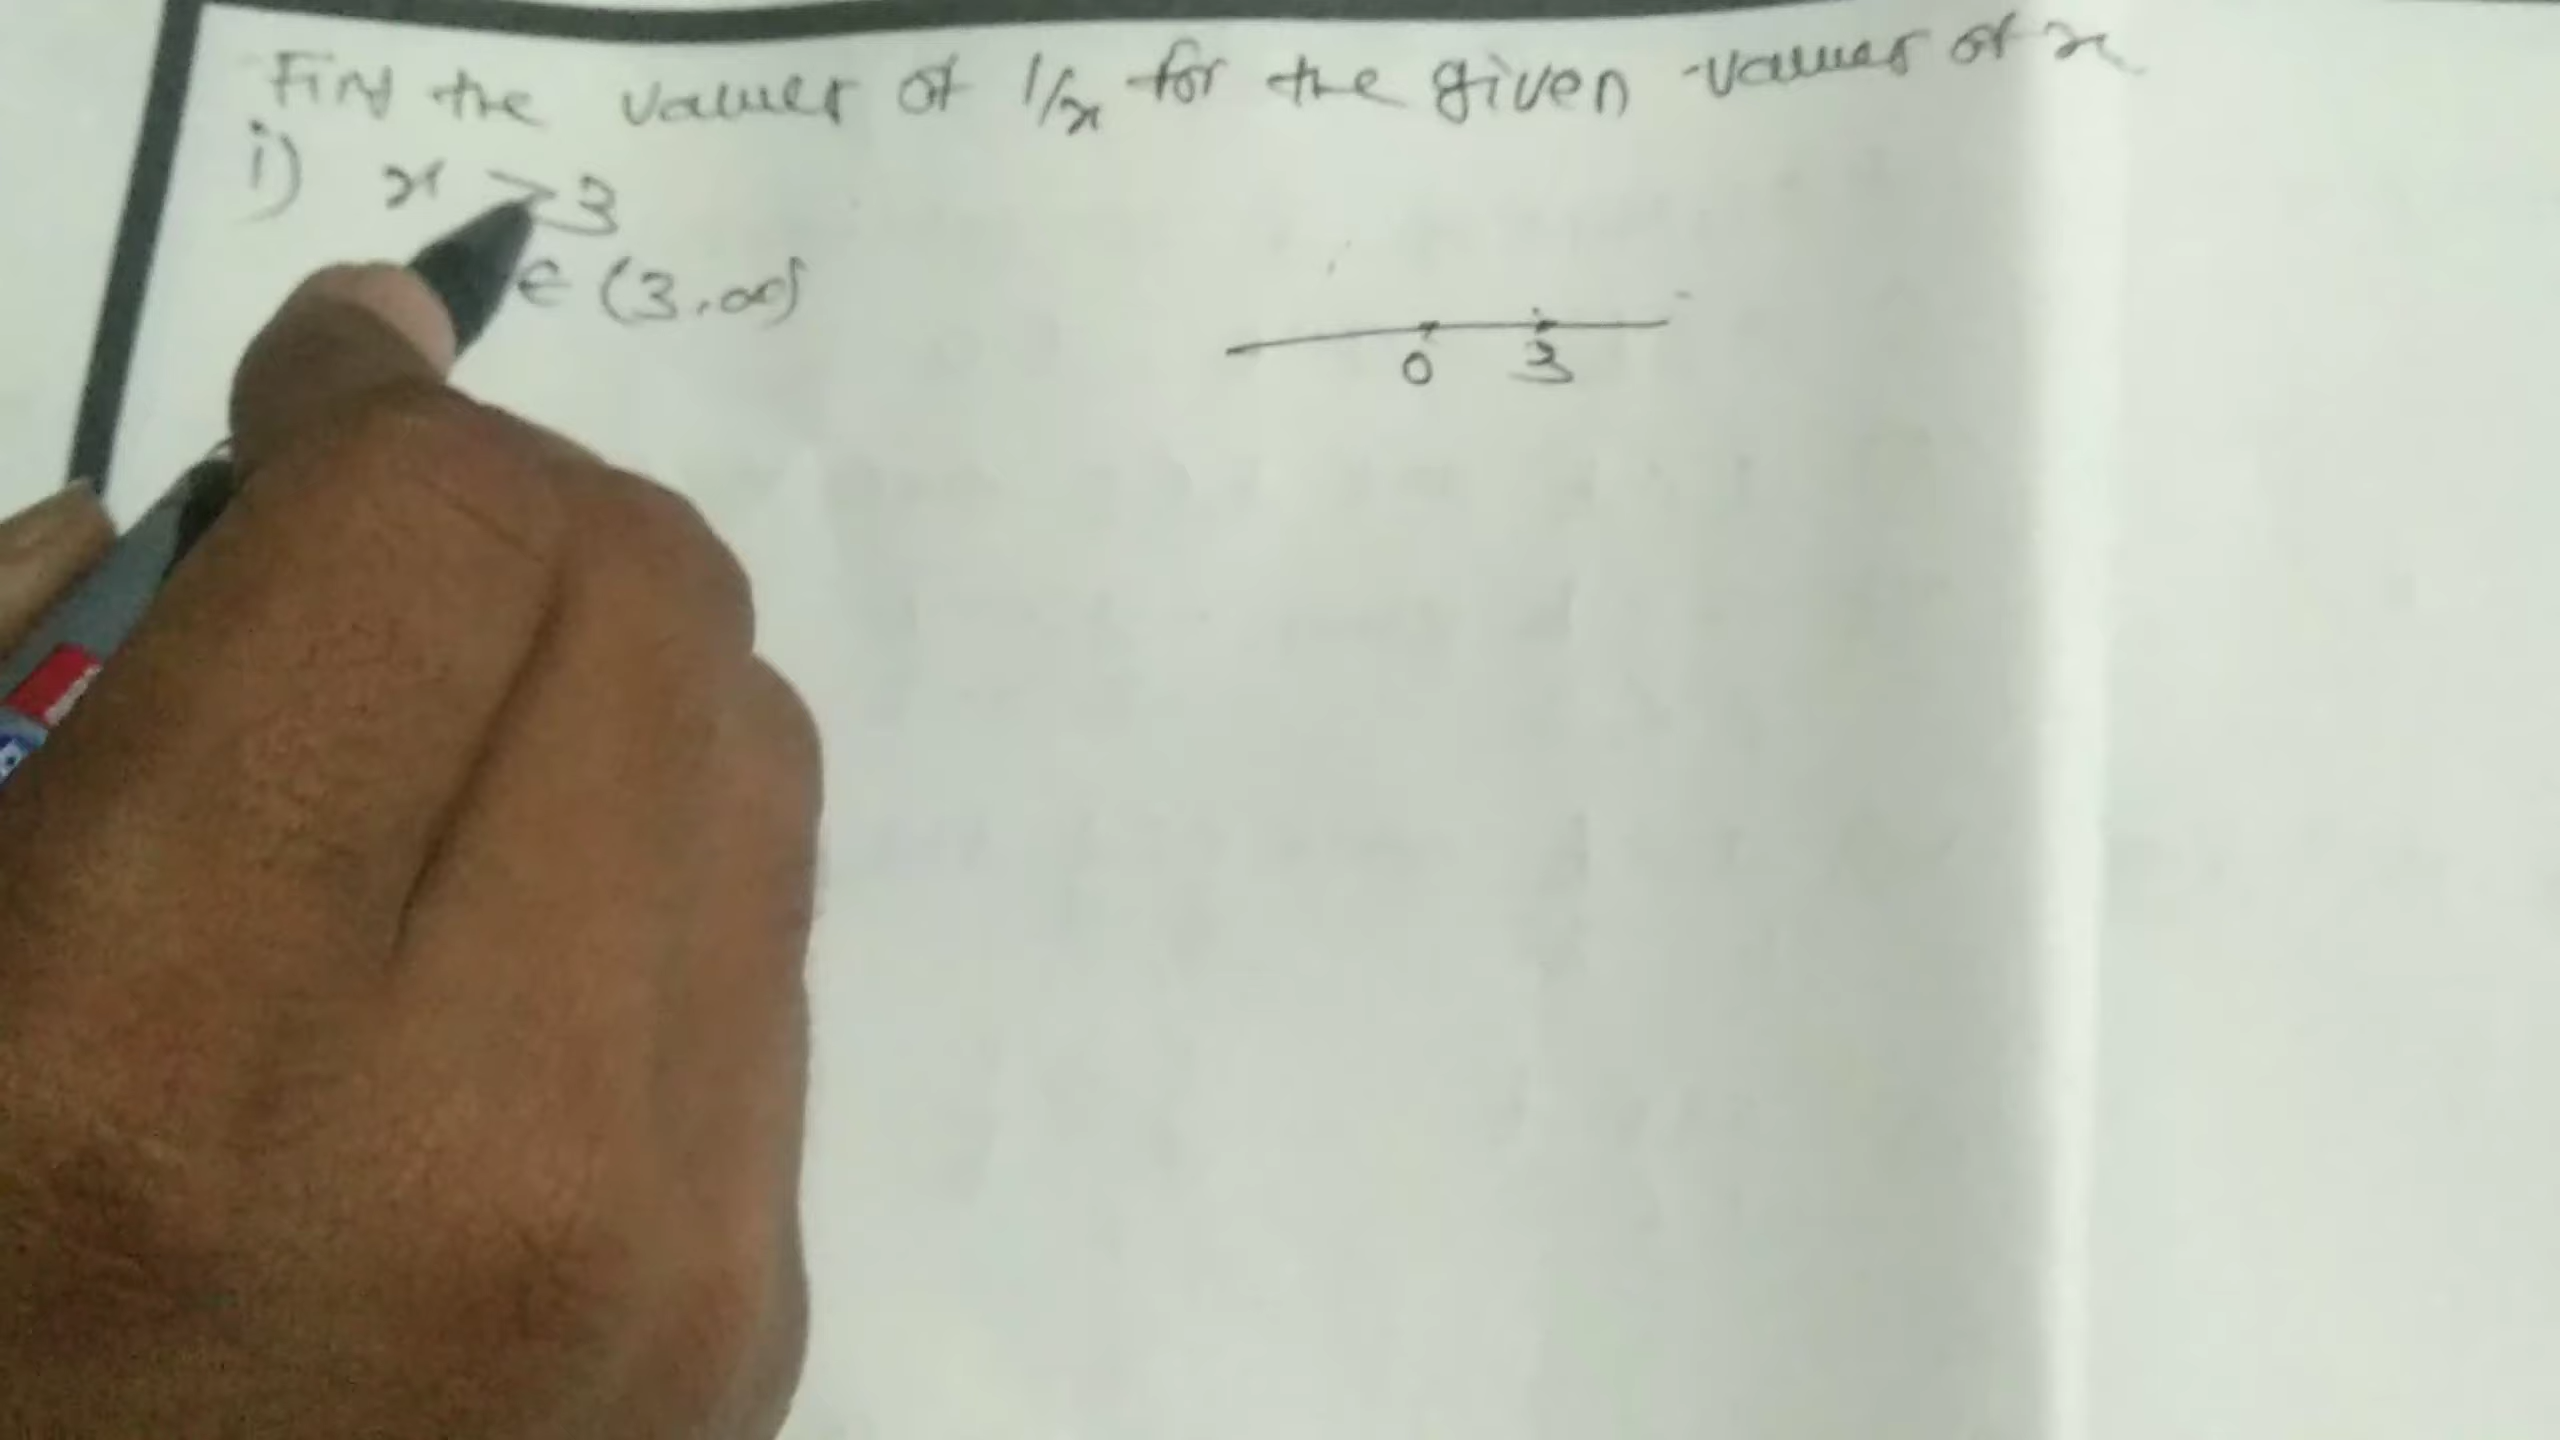 Find the values of 1/x for the given values of x
i) x > 3
∈ (3, ∞)
0 3